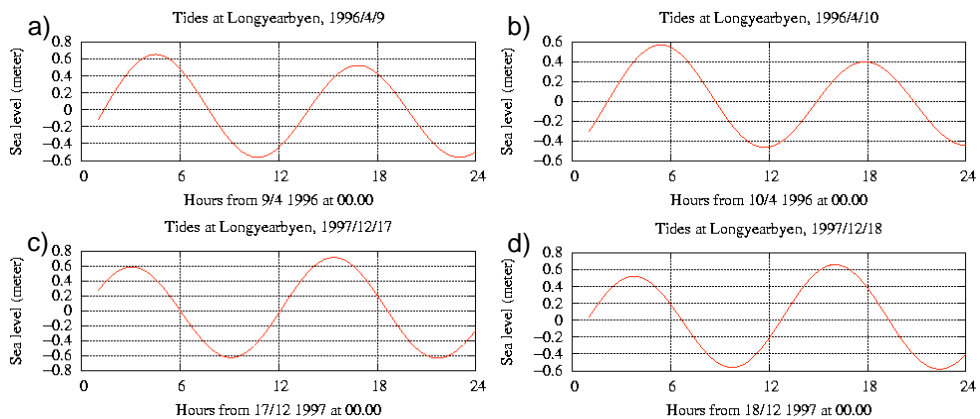 a)
Tides at Longyearbyen, 1996/4/9
Sea level (meter)
0.8
0.6
0.4
0.2
0
−0.2
−0.4
−0.6
0 6 12 18 24
Hours from 9/4 1996 at 00.00
b)
Tides at Longyearbyen, 1996/4/10
Sea level (meter)
0.6
0.4
0.2
0
−0.2
−0.4
−0.6
0 6 12 18 24
Hours from 10/4 1996 at 00.00
c)
Tides at Longyearbyen, 1997/12/17
Sea level (meter)
0.8
0.6
0.4
0.2
0
−0.2
−0.4
−0.6
−0.8
0 6 12 18 24
Hours from 17/12 1997 at 00.00
d)
Tides at Longyearbyen, 1997/12/18
Sea level (meter)
0.8
0.6
0.4
0.2
0
−0.2
−0.4
−0.6
0 6 12 18 24
Hours from 18/12 1997 at 00.00